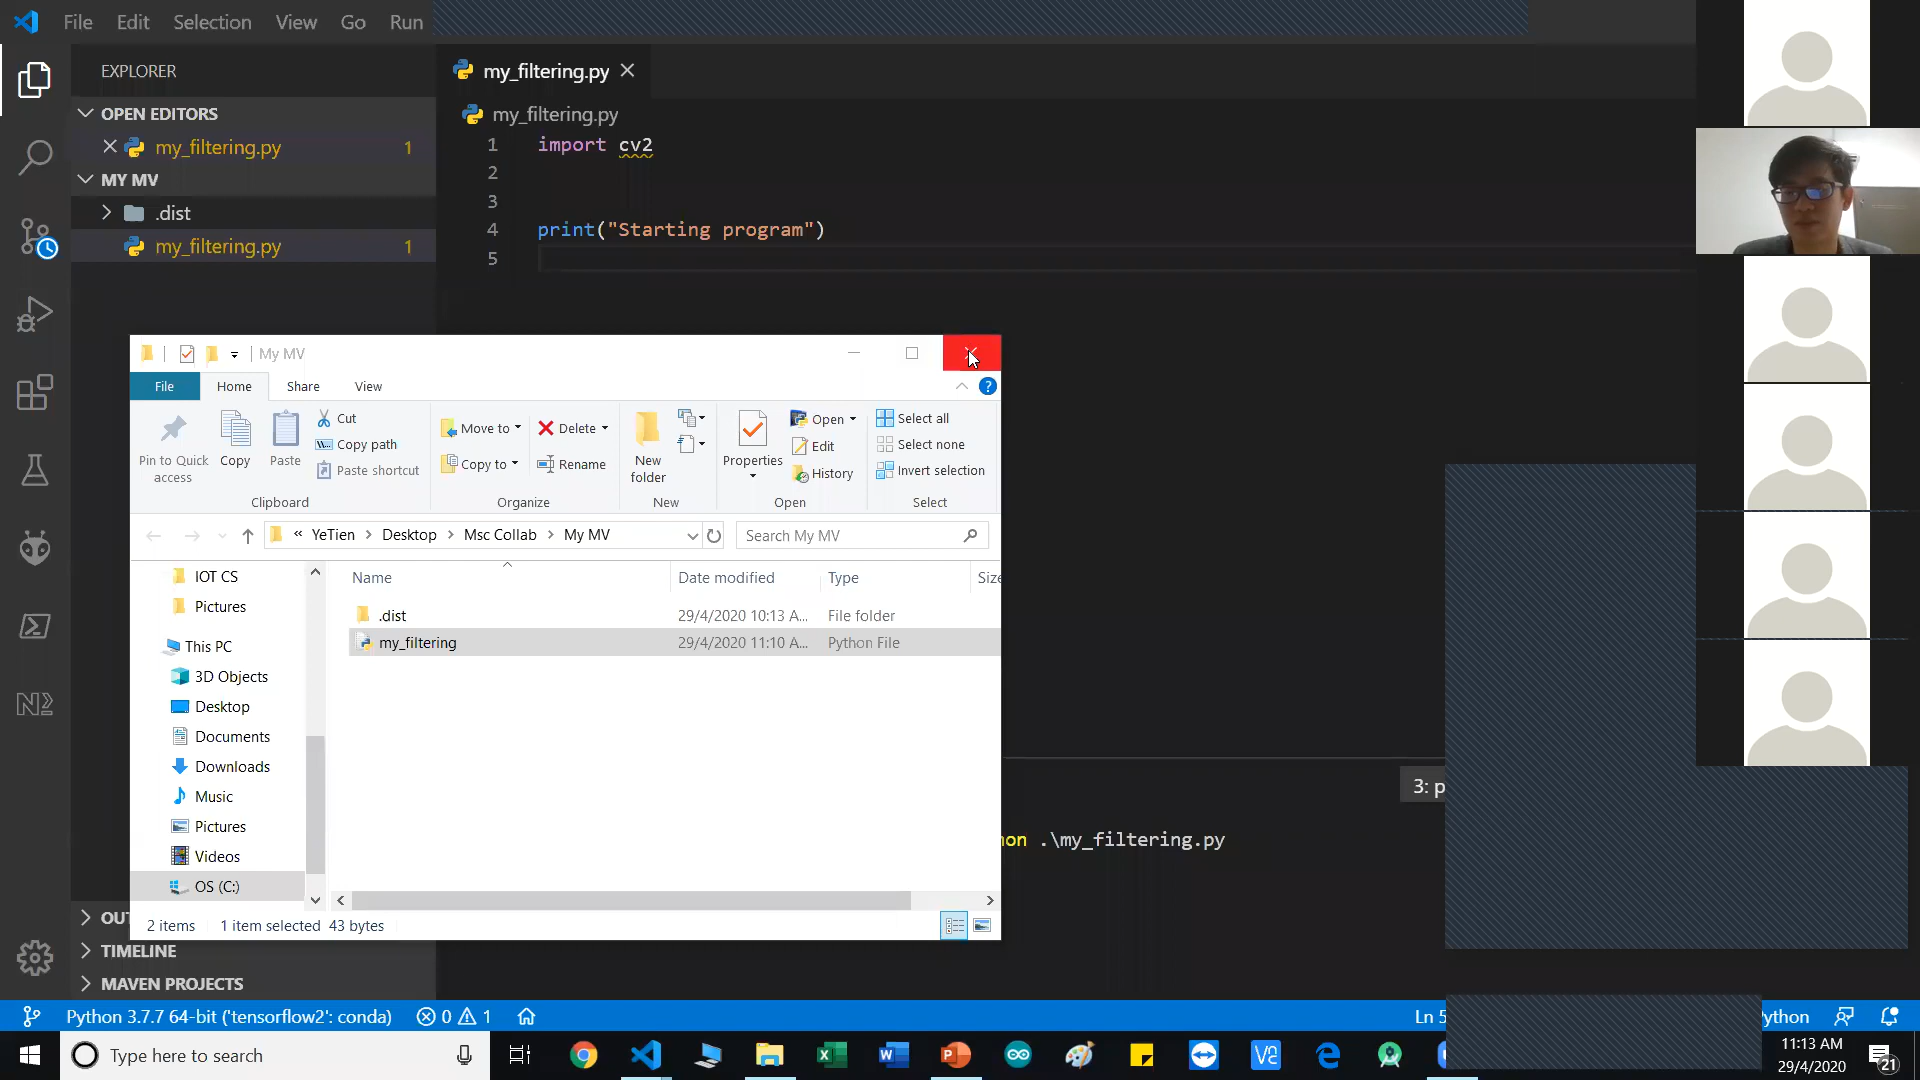 File Edit Selection View Go Run
EXPLORER
OPEN EDITORS
my_filtering.py 1
MY MV
.dist
my_filtering.py 1
my_filtering.py
my_filtering.py
1 import cv2
2
3
4 print("Starting program")
5
My MV
File Home Share View
Pin to Quick access
Copy
Paste
Cut
Copy path
Paste shortcut
Clipboard
Move to
Copy to
Delete
Rename
Organize
New folder
New
Properties
Open
Edit
History
Open
Select all
Select none
Invert selection
Select
« YeTien > Desktop > Msc Collab > My MV
Search My MV
IOT CS
Pictures
This PC
3D Objects
Desktop
Documents
Downloads
Music
Pictures
Videos
OS (C:)
Name Date modified Type Size
.dist 29/4/2020 10:13 A... File folder
my_filtering 29/4/2020 11:10 A... Python File
2 items 1 item selected 43 bytes
3: p
hon .\my_filtering.py
OUT
TIMELINE
MAVEN PROJECTS
Python 3.7.7 64-bit ('tensorflow2': conda) 0 1
Ln 5
ython
Type here to search
11:13 AM
29/4/2020
21